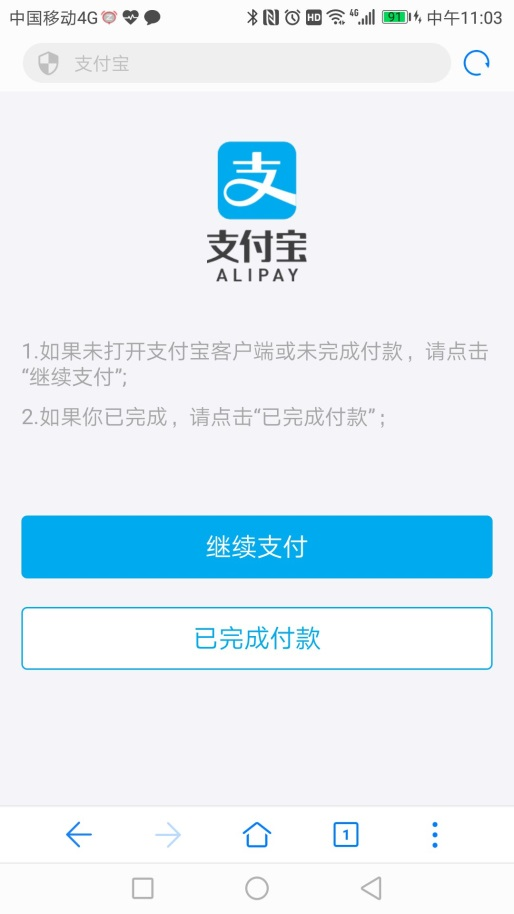 中国移动4G HD 4G 91 中午11:03
支付宝
支
支付宝
ALIPAY
1.如果未打开支付宝客户端或未完成付款，请点击
“继续支付”;
2.如果你已完成，请点击“已完成付款”；
继续支付
已完成付款
1